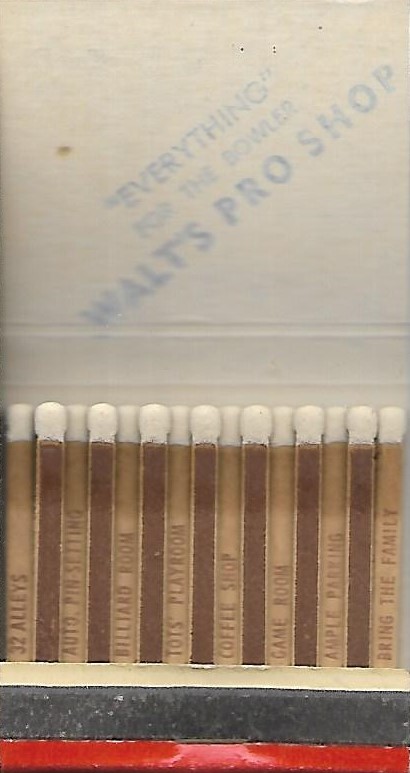 "EVERYTHING"
FOR THE BOWLER
WALT'S PRO SHOP
32 ALLEYS
AUTO PIN-SETTING
BILLIARD ROOM
TOTS' PLAYROOM
COFFEE SHOP
GAME ROOM
AMPLE PARKING
BRING THE FAMILY